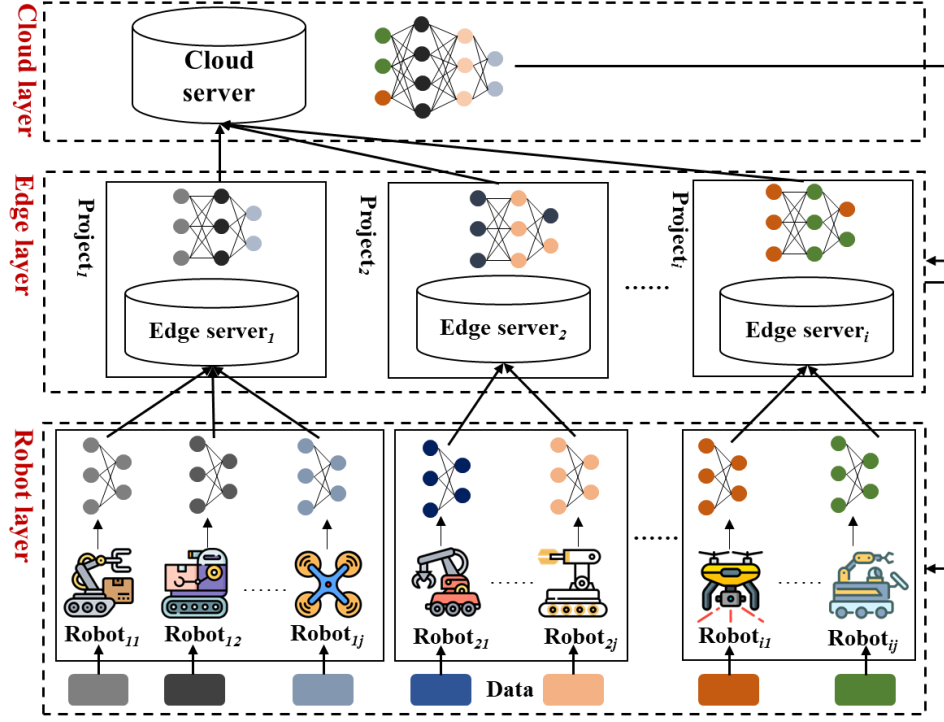 Cloud layer
Cloud
server
Edge layer
Project1
Edge server1
Project2
Edge server2
......
Projecti
Edge serveri
Robot layer
Robot11
Robot12
......
Robot1j
Robot21
......
Robot2j
......
Roboti1
......
Robotij
Data